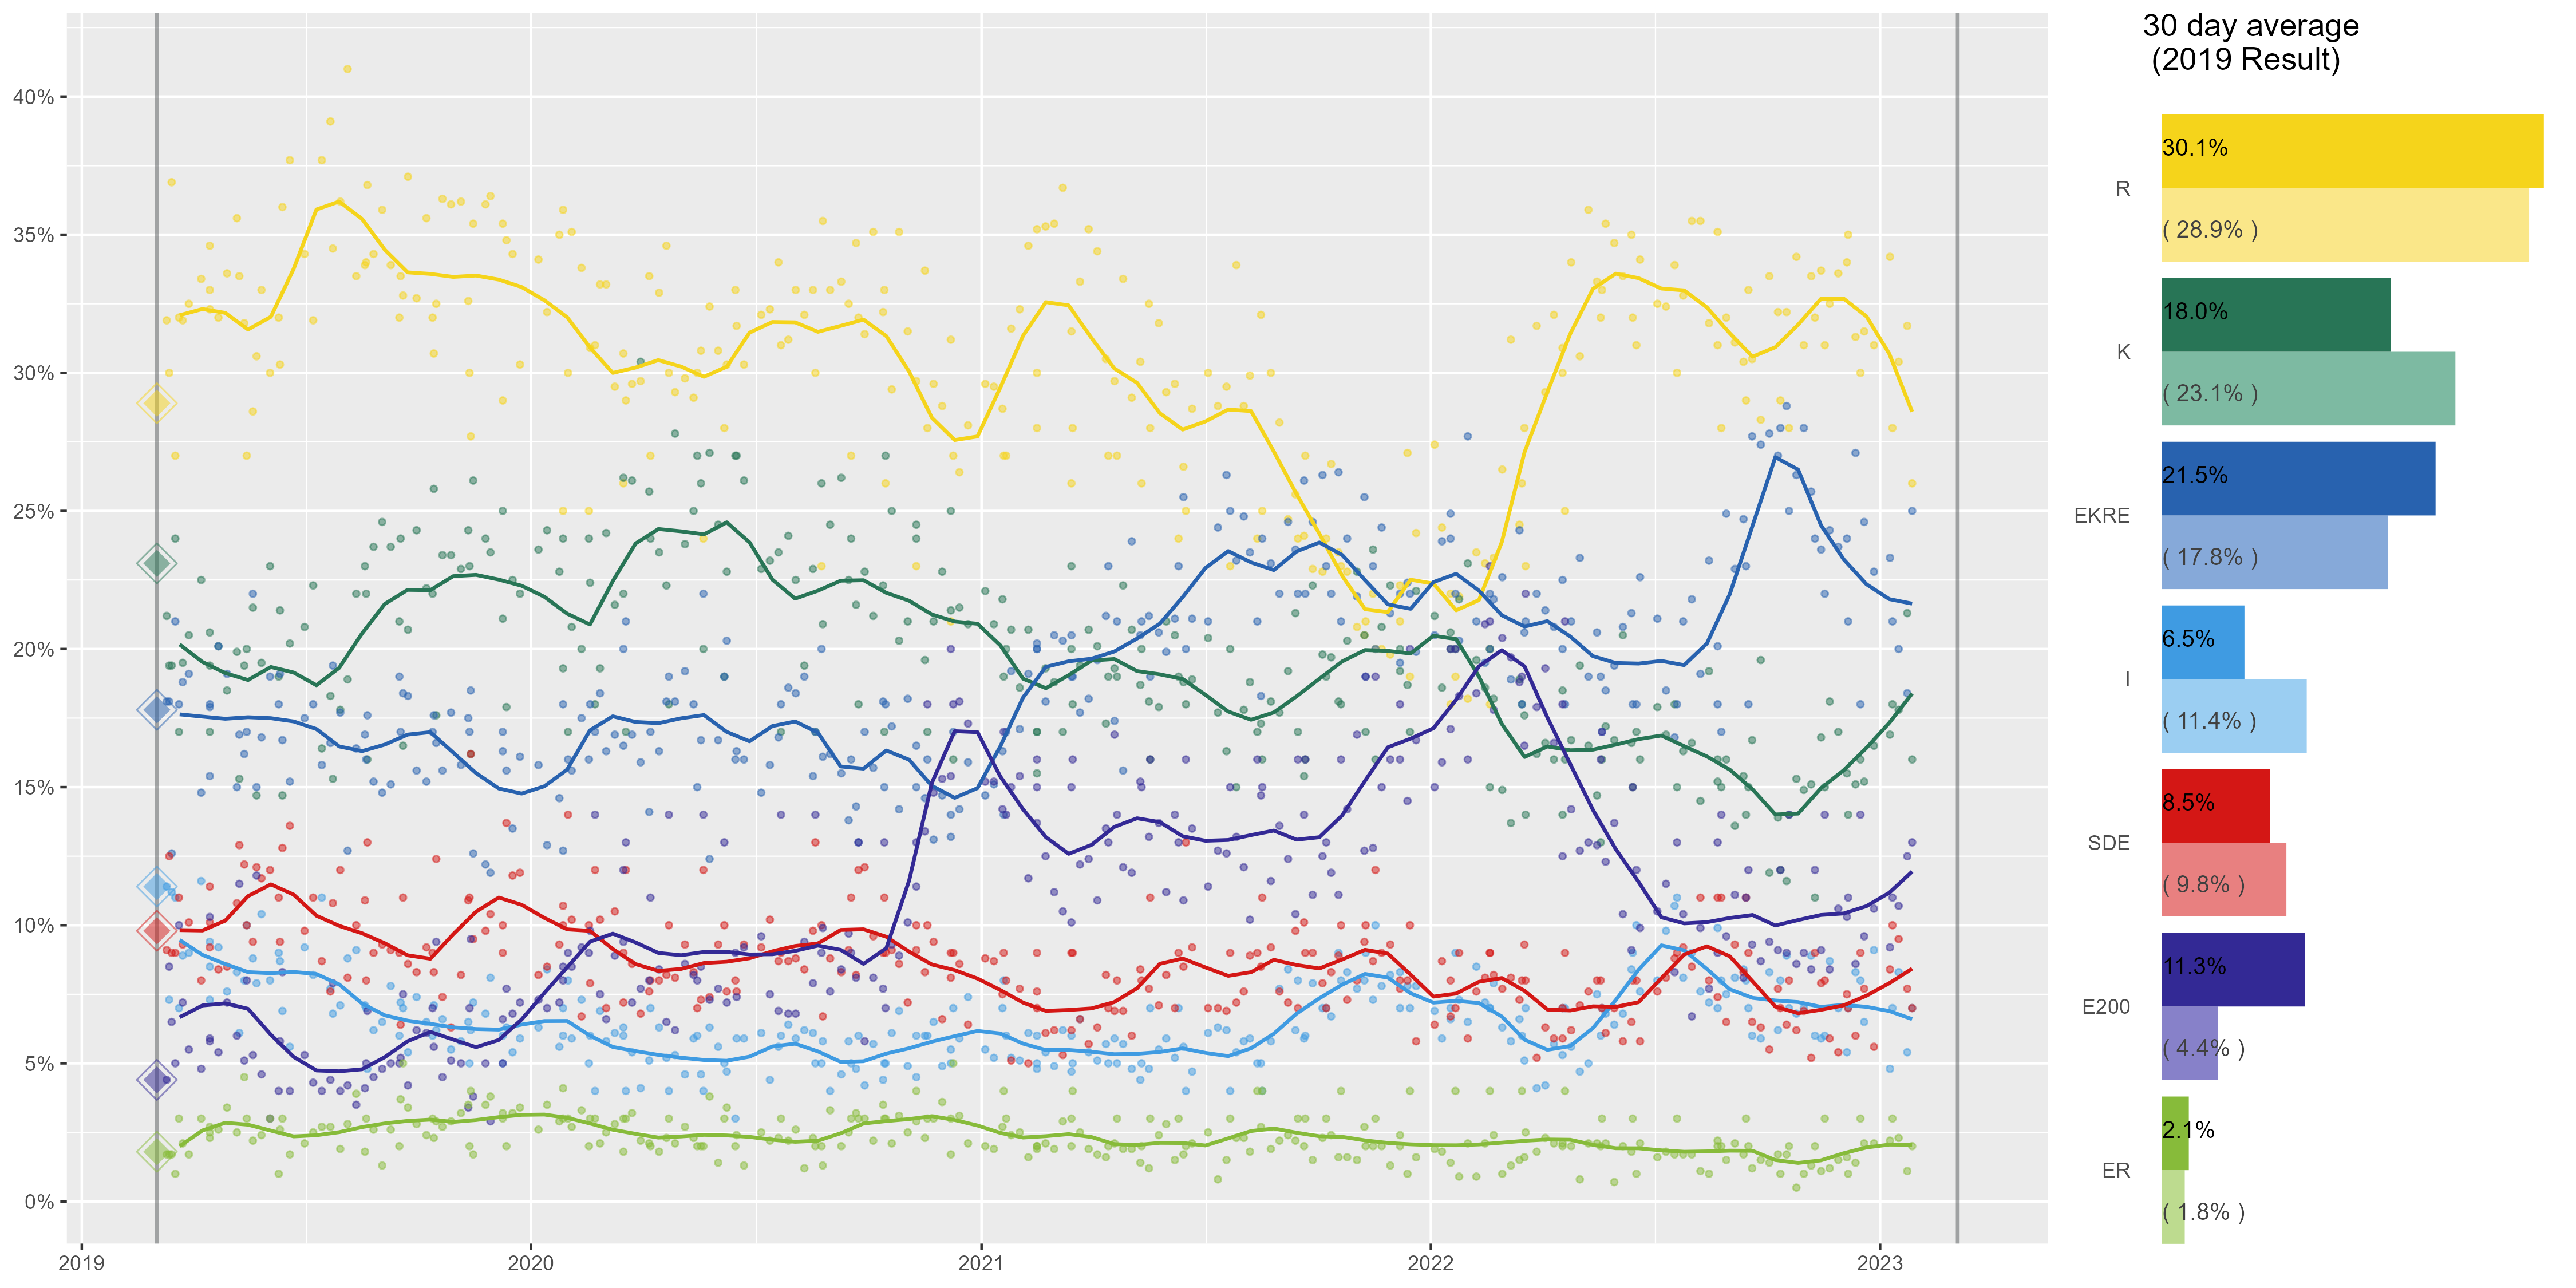 40%
35%
30%
25%
20%
15%
10%
5%
0%
2019
2020
2021
2022
2023
30 day average
(2019 Result)
R
30.1%
( 28.9% )
K
18.0%
( 23.1% )
EKRE
21.5%
( 17.8% )
I
6.5%
( 11.4% )
SDE
8.5%
( 9.8% )
E200
11.3%
( 4.4% )
ER
2.1%
( 1.8% )